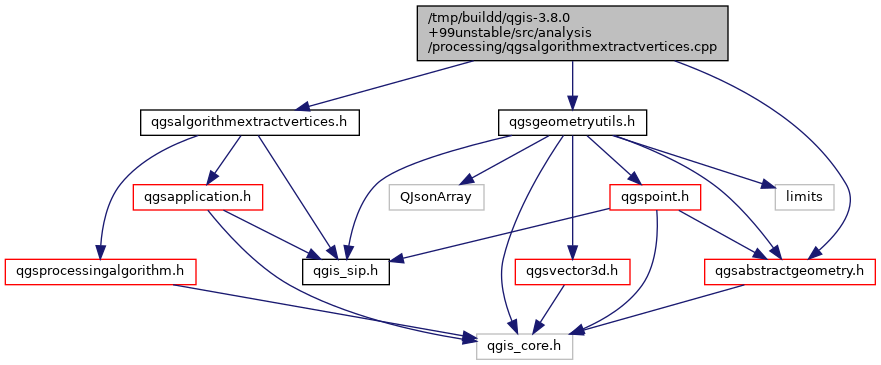 /tmp/buildd/qgis-3.8.0
+99unstable/src/analysis
/processing/qgsalgorithmextractvertices.cpp
qgsalgorithmextractvertices.h
qgsgeometryutils.h
qgsapplication.h
QJsonArray
qgspoint.h
limits
qgsprocessingalgorithm.h
qgis_sip.h
qgsvector3d.h
qgsabstractgeometry.h
qgis_core.h